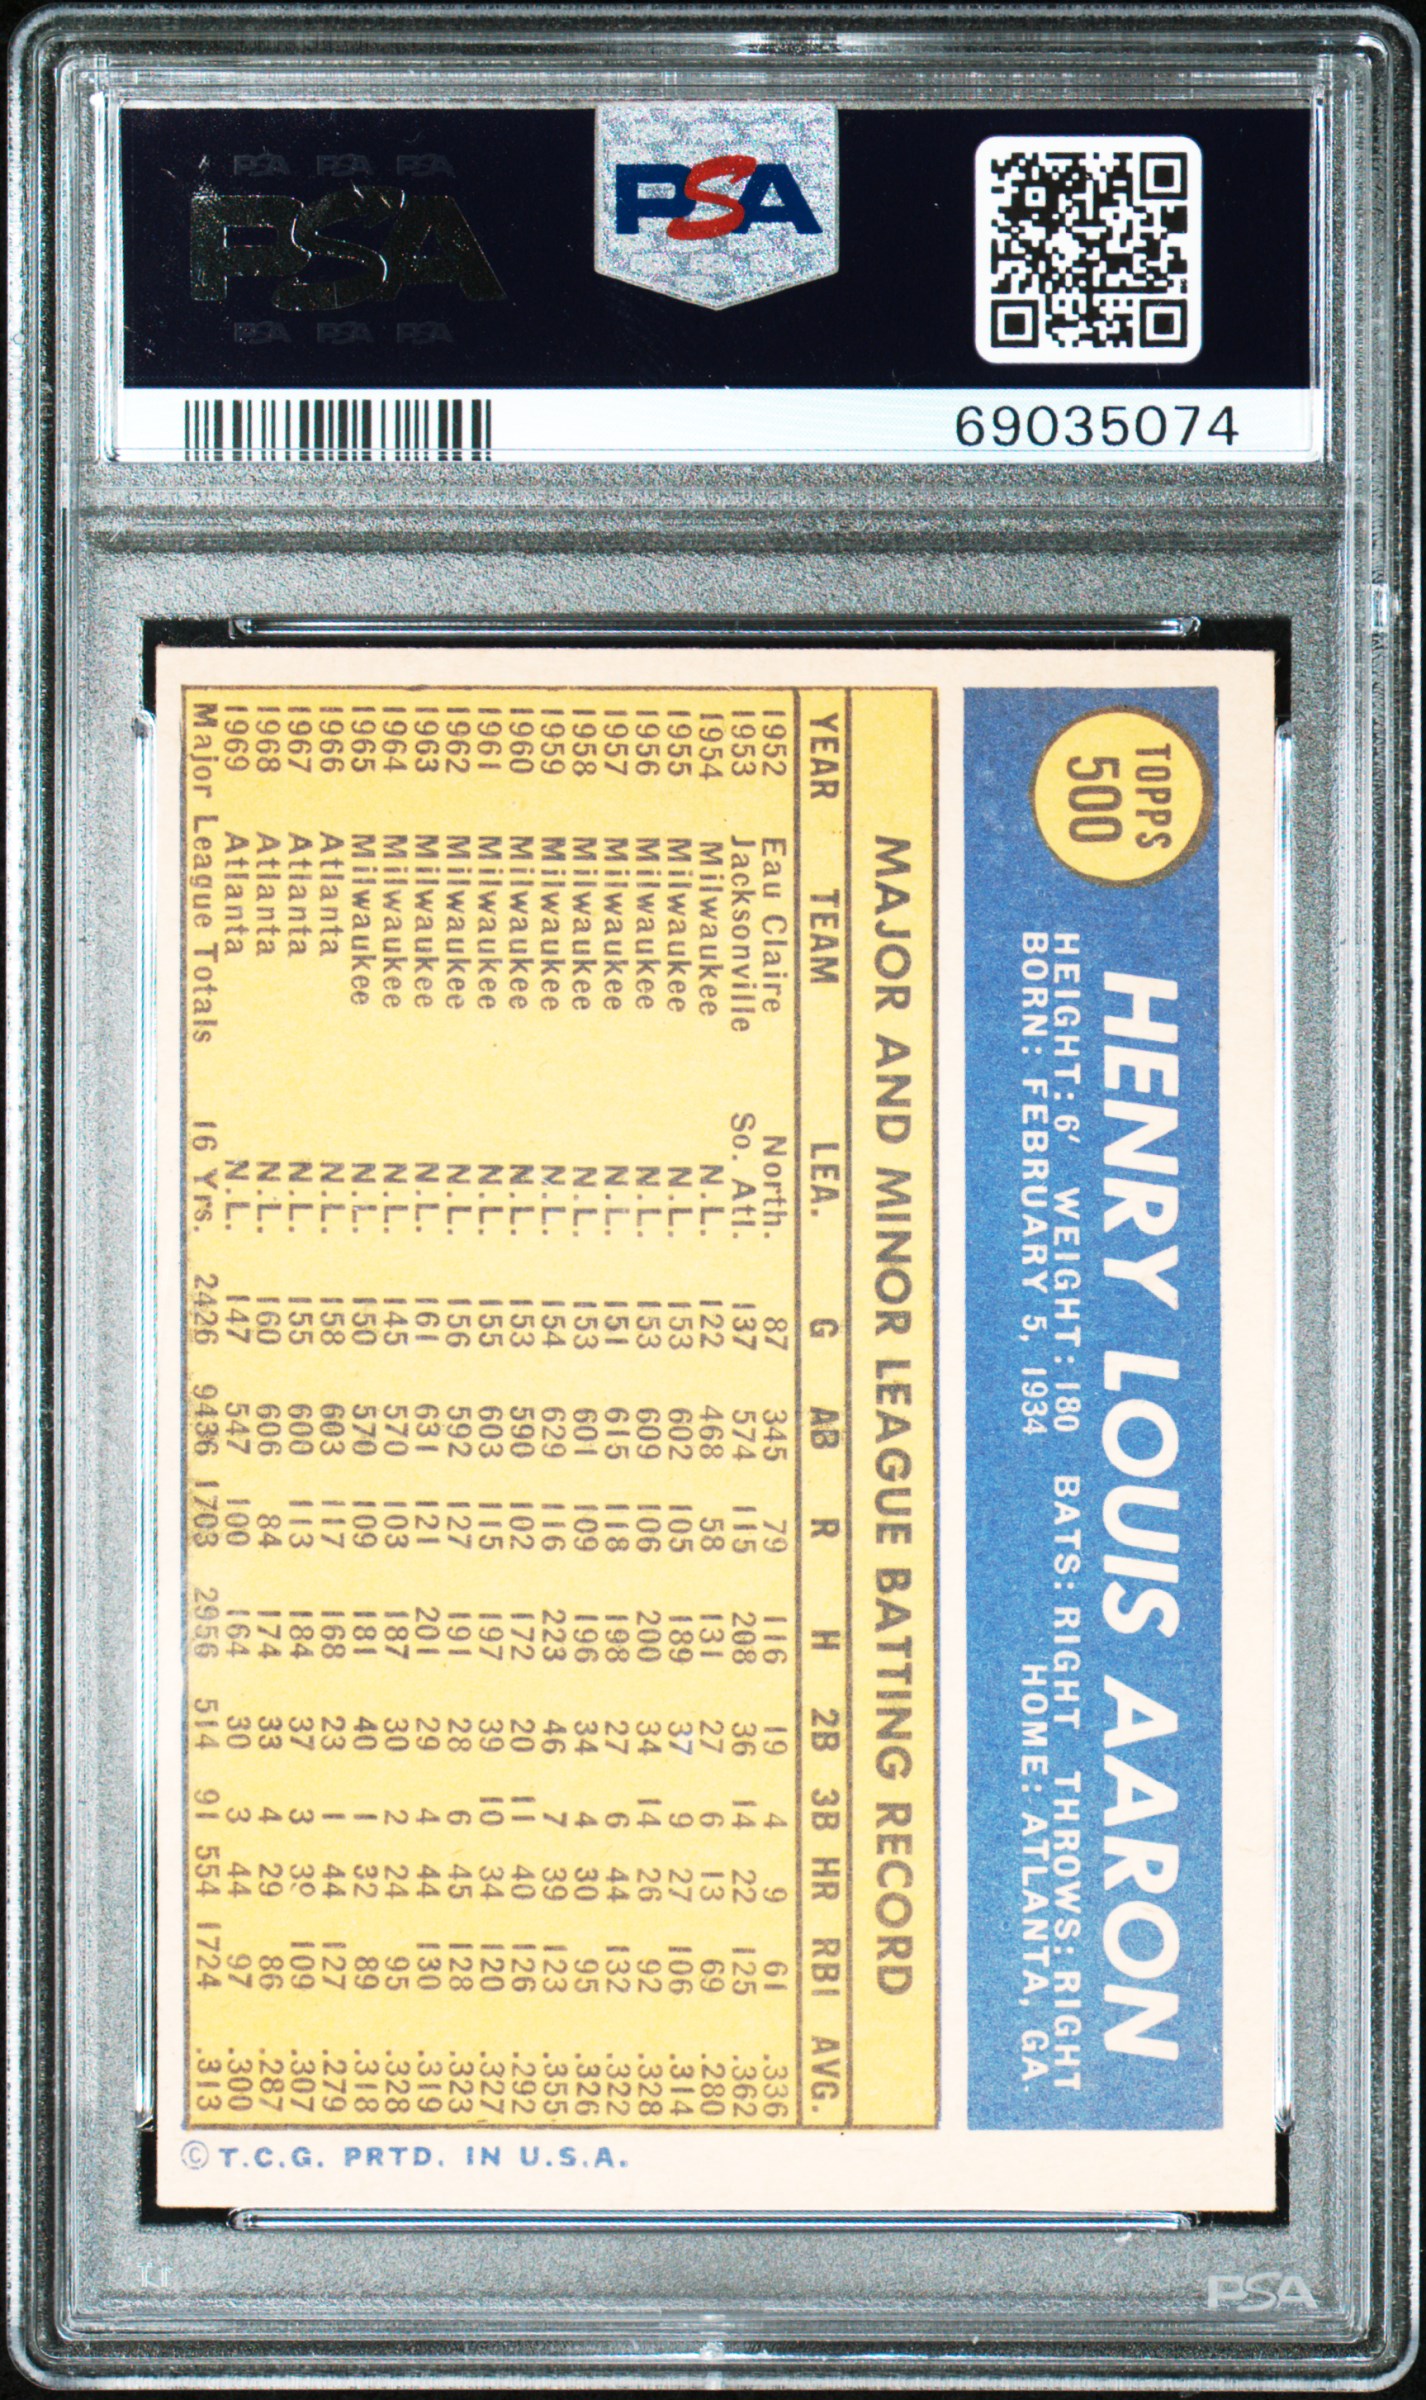 PSA PSA PSA
PSA
PSA PSA PSA
PSA
69035074
TOPPS
500
HENRY LOUIS AARON
HEIGHT: 6' WEIGHT: 180 BATS: RIGHT THROWS: RIGHT
BORN: FEBRUARY 5, 1934 HOME: ATLANTA, GA.
MAJOR AND MINOR LEAGUE BATTING RECORD
YEAR TEAM LEA. G AB R H 2B 3B HR RBI AVG.
1952 Eau Claire North. 87 345 79 116 19 4 9 61 .336
1953 Jacksonville So. Atl. 137 574 115 208 36 14 22 125 .362
1954 Milwaukee N.L. 122 468 58 131 27 6 13 69 .280
1955 Milwaukee N.L. 153 602 105 189 37 9 27 106 .314
1956 Milwaukee N.L. 153 609 106 200 34 14 26 92 .328
1957 Milwaukee N.L. 151 615 118 198 27 6 44 132 .322
1958 Milwaukee N.L. 153 601 109 196 34 4 30 95 .326
1959 Milwaukee N.L. 154 629 116 223 46 7 39 123 .355
1960 Milwaukee N.L. 153 590 102 172 20 11 40 126 .292
1961 Milwaukee N.L. 155 603 115 197 39 10 34 120 .327
1962 Milwaukee N.L. 156 592 127 191 28 6 45 128 .323
1963 Milwaukee N.L. 161 631 121 201 29 4 44 130 .319
1964 Milwaukee N.L. 145 570 103 187 30 2 24 95 .328
1965 Milwaukee N.L. 150 570 109 181 40 1 32 89 .318
1966 Atlanta N.L. 158 603 117 168 23 1 44 127 .279
1967 Atlanta N.L. 155 600 113 184 37 3 39 109 .307
1968 Atlanta N.L. 160 606 84 174 33 4 29 86 .287
1969 Atlanta N.L. 147 547 100 164 30 3 44 97 .300
Major League Totals 16 Yrs. 2426 9436 1703 2956 514 91 554 1724 .313
© T.C.G. PRTD. IN U.S.A.
PSA